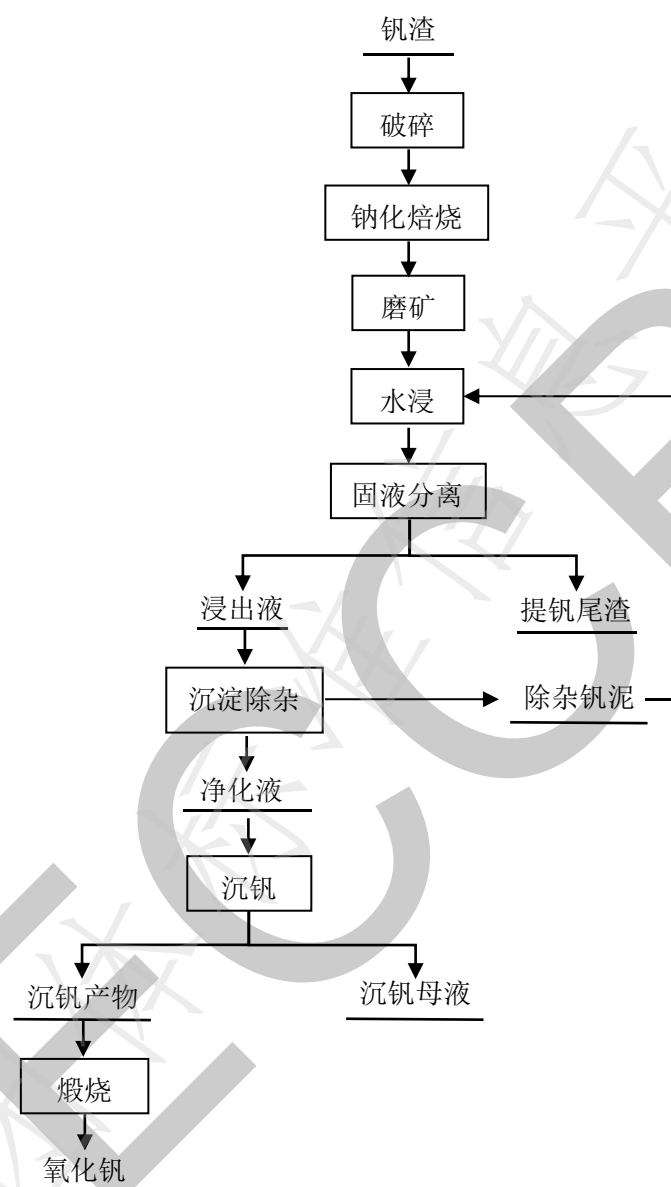 钒渣
破碎
钠化焙烧
磨矿
水浸
固液分离
浸出液
提钒尾渣
沉淀除杂
除杂钒泥
净化液
沉钒
沉钒产物
沉钒母液
煅烧
氧化钒